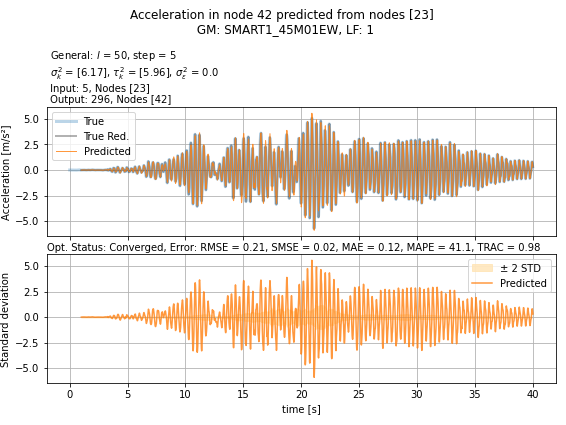 Acceleration in node 42 predicted from nodes [23]
GM: SMART1_45M01EW, LF: 1
General: l = 50, step = 5
σ²ₖ = [6.17], τ²ₖ = [5.96], σ²ε = 0.0
Input: 5, Nodes [23]
Output: 296, Nodes [42]
Acceleration [m/s²]
5.0
2.5
0.0
−2.5
−5.0
True
True Red.
Predicted
Opt. Status: Converged, Error: RMSE = 0.21, SMSE = 0.02, MAE = 0.12, MAPE = 41.1, TRAC = 0.98
Standard deviation
5.0
2.5
0.0
−2.5
−5.0
± 2 STD
Predicted
0 5 10 15 20 25 30 35 40
time [s]